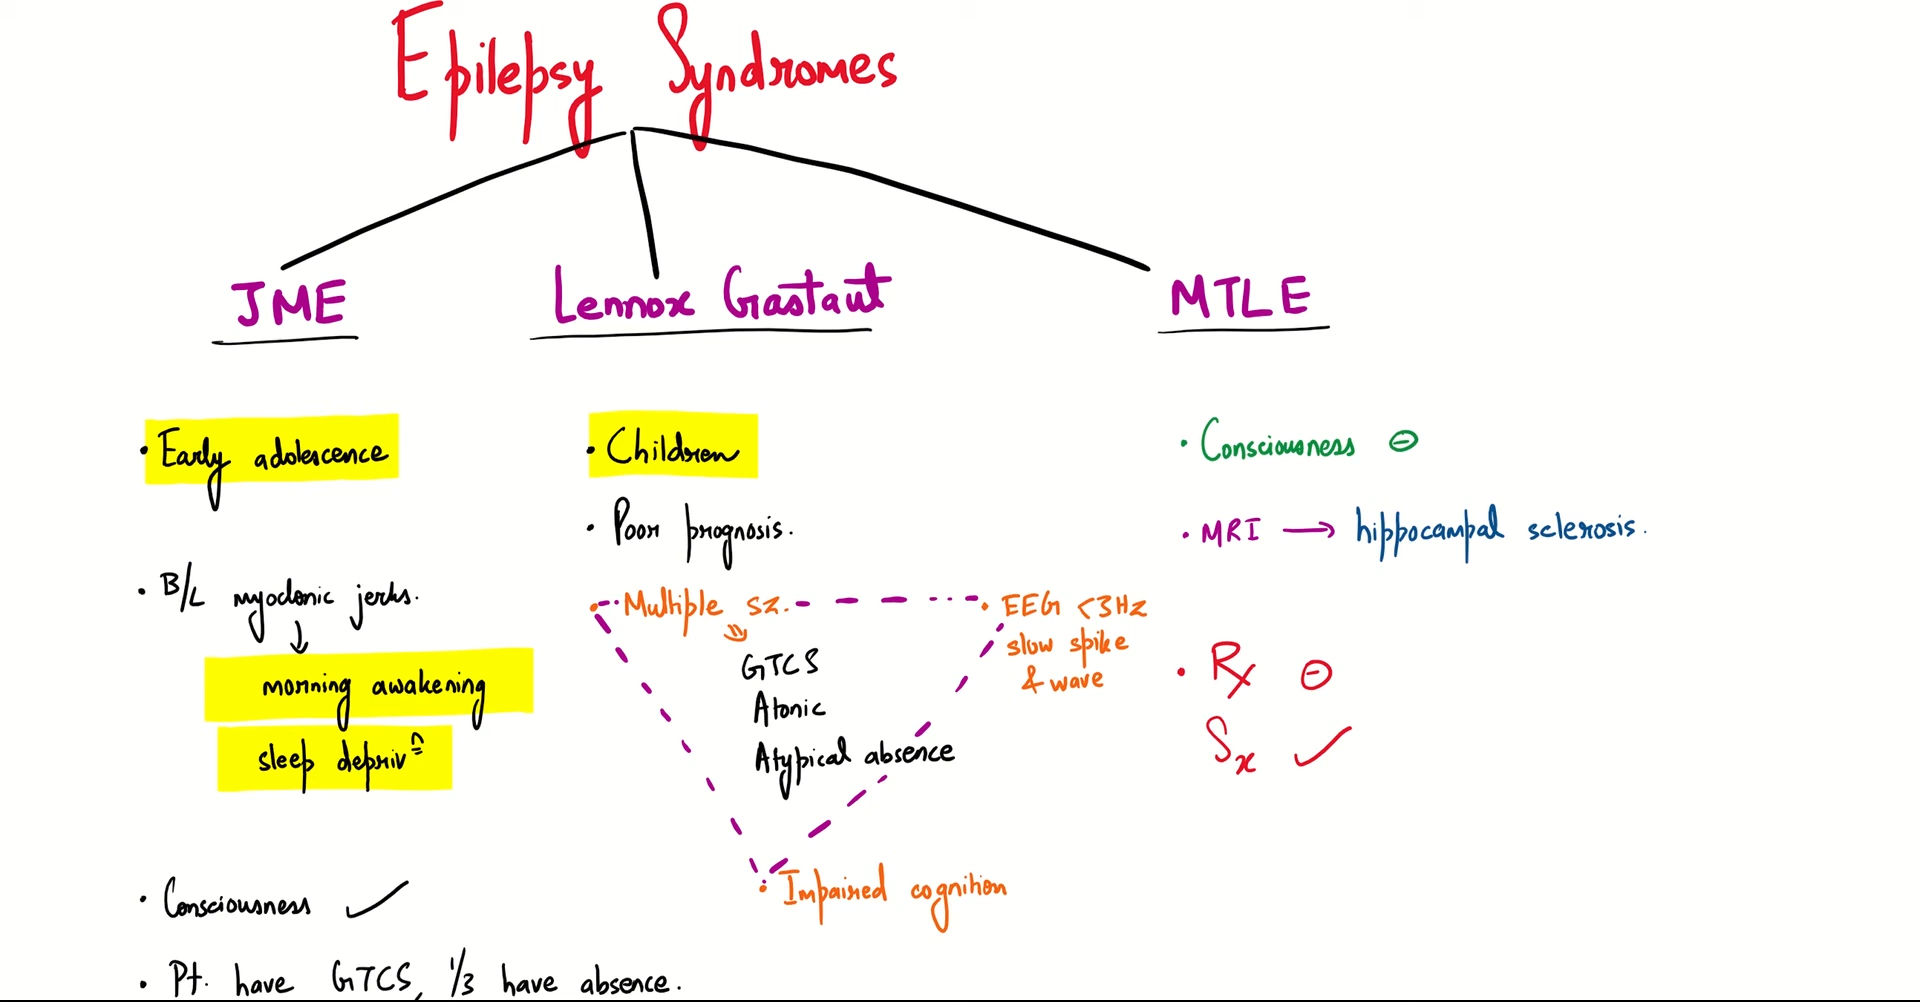 Epilepsy Syndromes
JME
• Early adolescence
• B/L myoclonic jerks.
↓
morning awakening
sleep deprivn
• Consciousness ✓
• Pt. have GTCS, 1/3 have absence.
Lennox Gastaut
• Children
• Poor prognosis.
• Multiple sz.
GTCS
Atonic
Atypical absence
• EEG <3Hz
slow spike
& wave
• Impaired cognition
MTLE
• Consciousness ⊖
• MRI → hippocampal sclerosis.
• Rx ⊖
Sx ✓